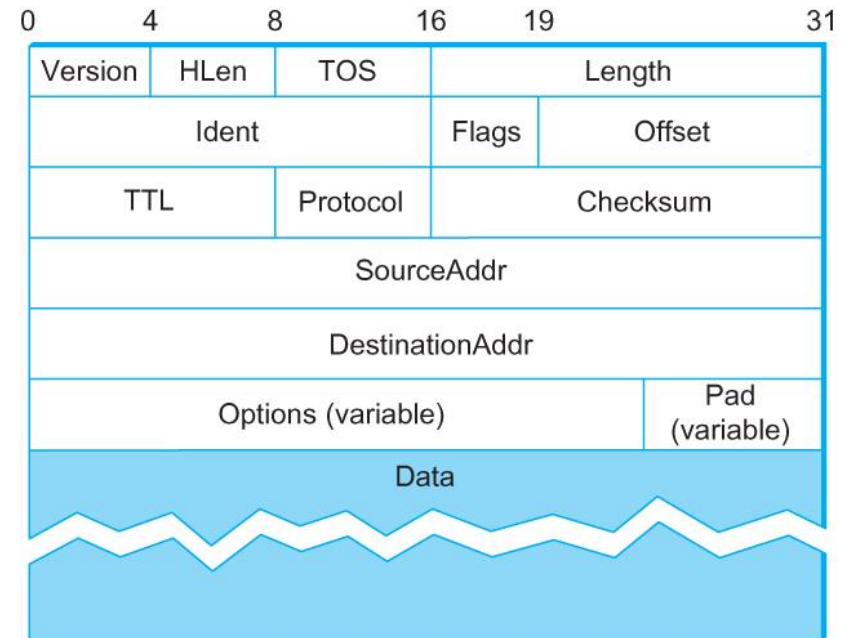 0 4 8 16 19 31
Version HLen TOS Length
Ident Flags Offset
TTL Protocol Checksum
SourceAddr
DestinationAddr
Options (variable) Pad
(variable)
Data